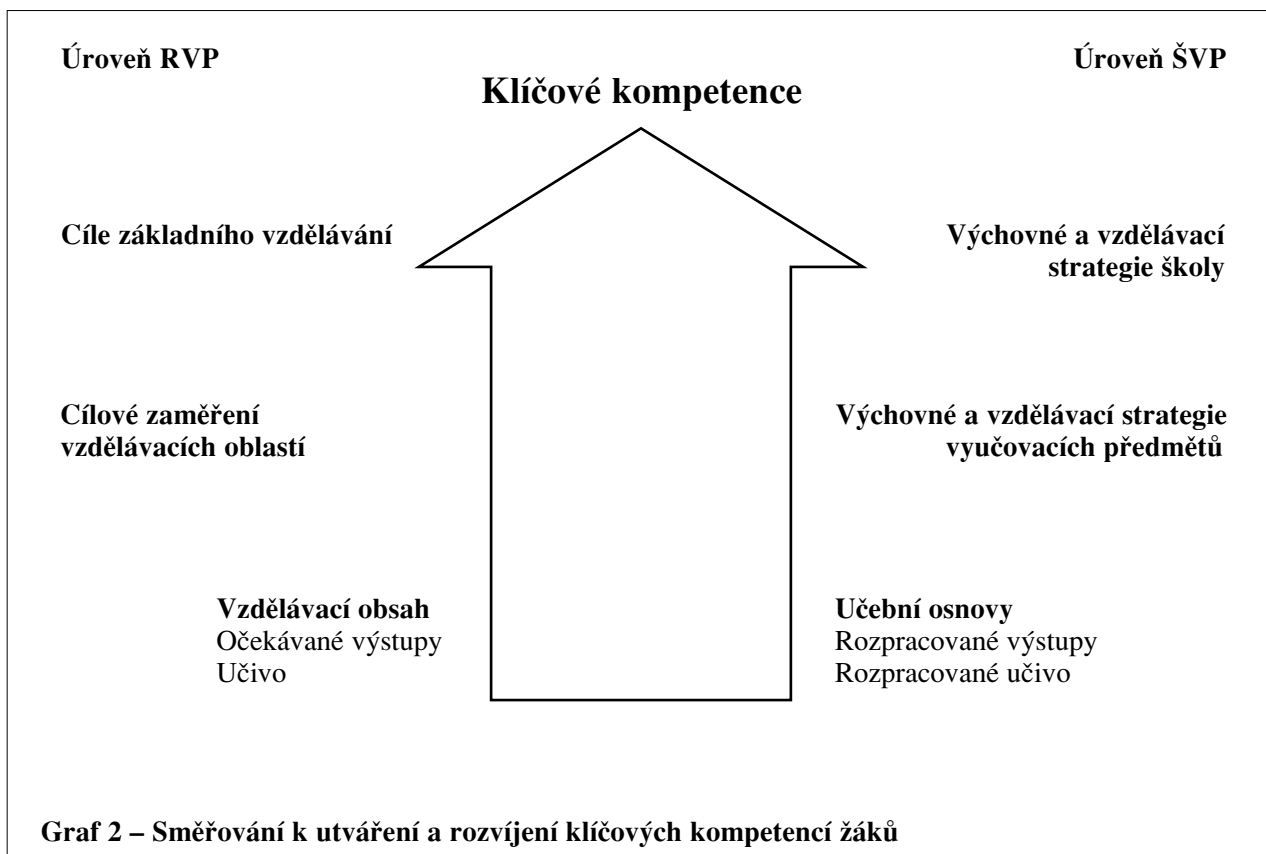 Úroveň RVP
Úroveň ŠVP
Klíčové kompetence
Cíle základního vzdělávání
Výchovné a vzdělávací
strategie školy
Cílové zaměření
vzdělávacích oblastí
Výchovné a vzdělávací strategie
vyučovacích předmětů
Vzdělávací obsah
Očekávané výstupy
Učivo
Učební osnovy
Rozpracované výstupy
Rozpracované učivo
Graf 2 – Směřování k utváření a rozvíjení klíčových kompetencí žáků